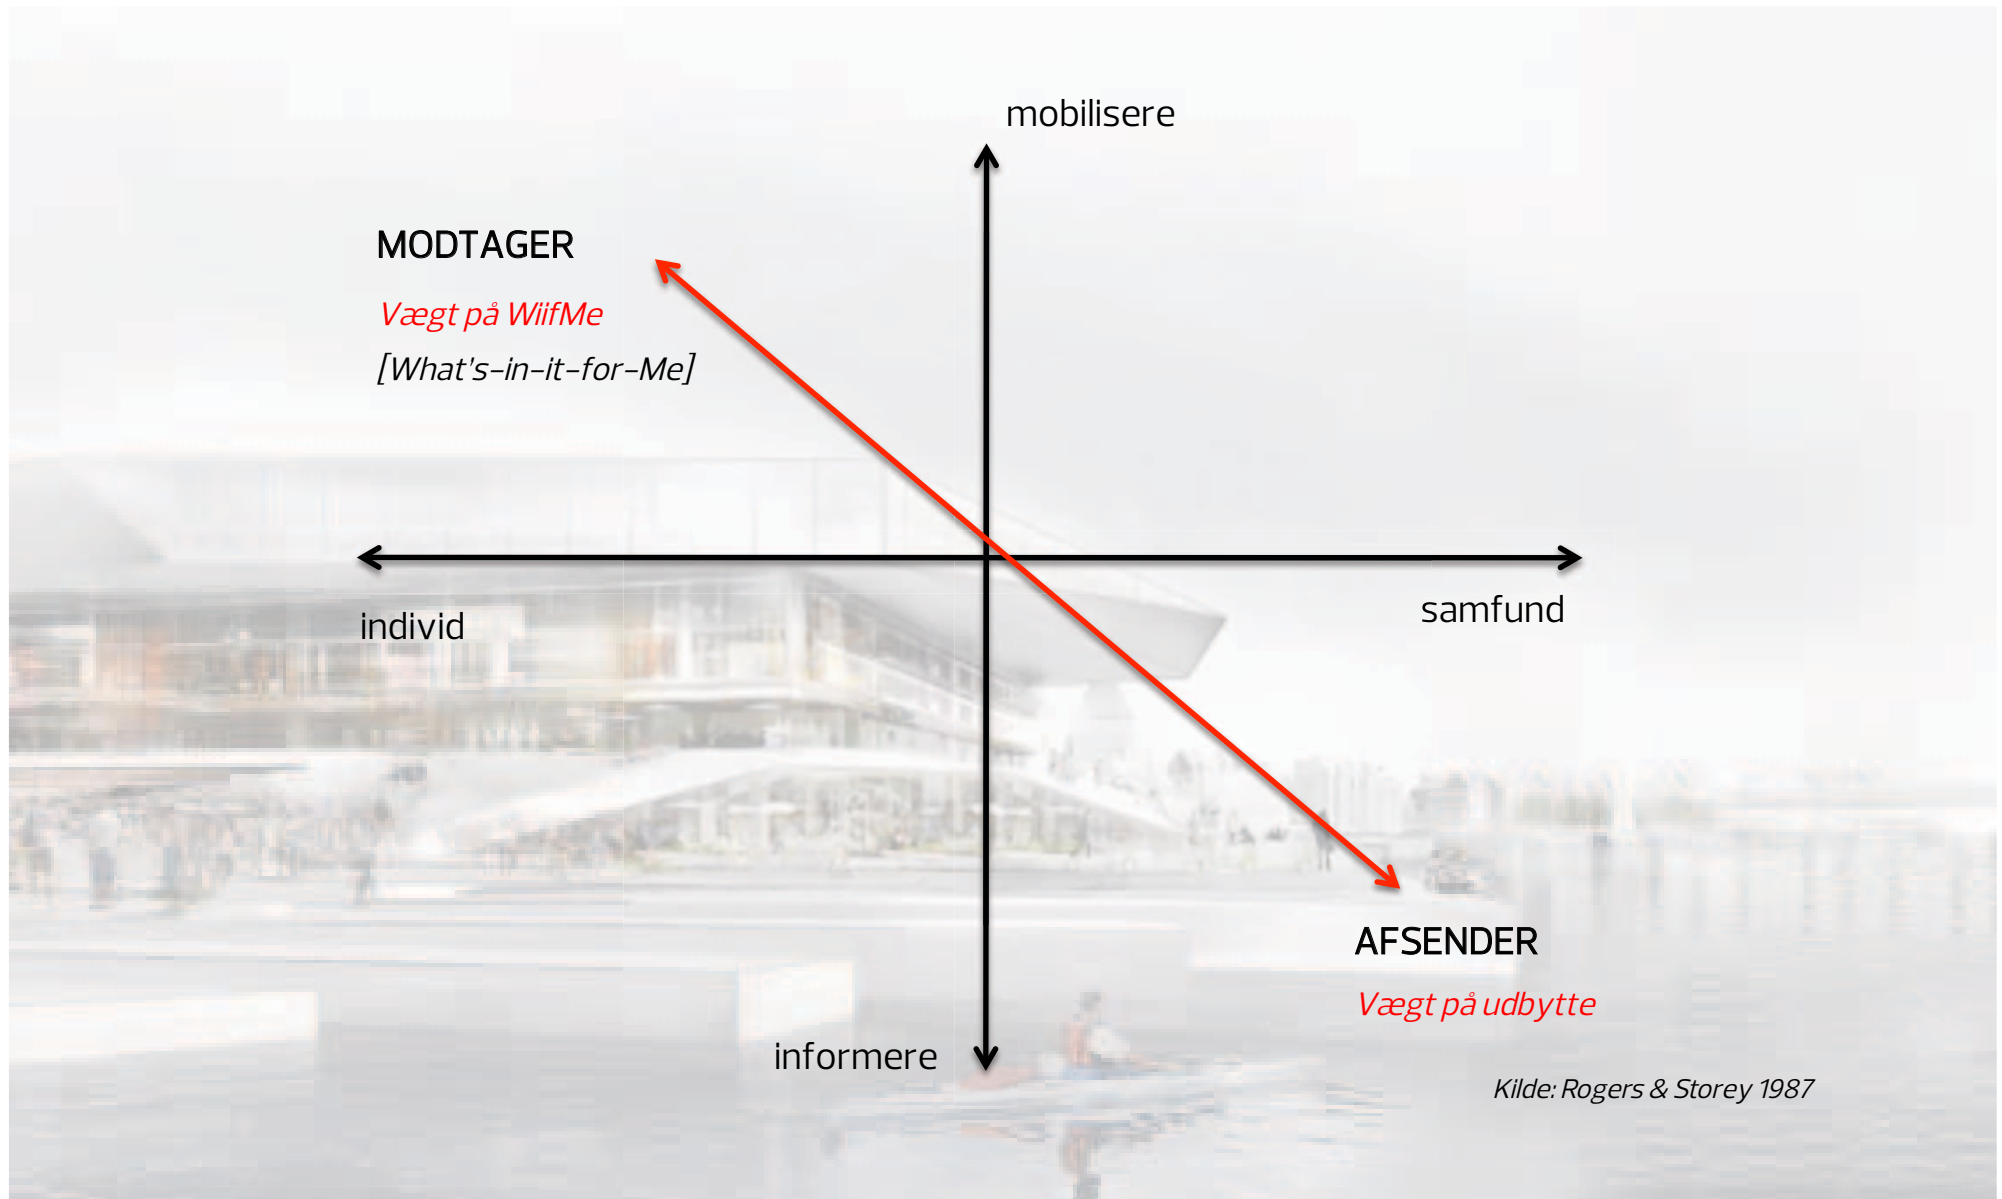 mobilisere
MODTAGER
Vægt på WiifMe
[What's-in-it-for-Me]
individ
samfund
AFSENDER
Vægt på udbytte
informere
Kilde: Rogers & Storey 1987